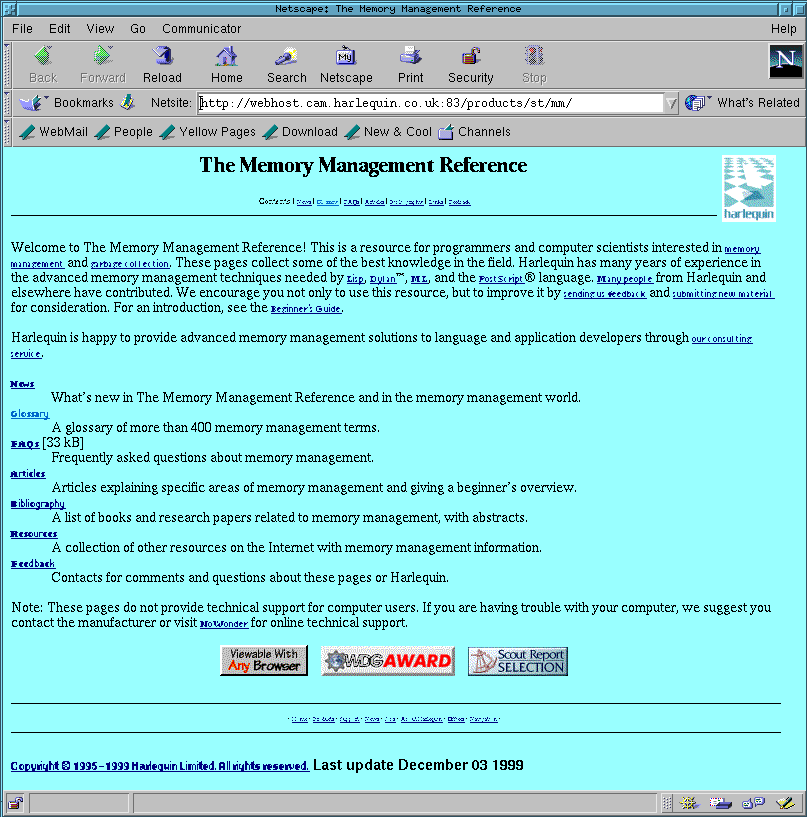 Netscape: The Memory Management Reference
File Edit View Go Communicator Help
Back Forward Reload Home Search Netscape Print Security Stop
Bookmarks Netsite: http://webhost.cam.harlequin.co.uk:83/products/st/mm/ What's Related
WebMail People Yellow Pages Download New & Cool Channels
The Memory Management Reference
harlequin
Contents | News | Glossary | FAQs | Articles | Bibliography | Links | Feedback
Welcome to The Memory Management Reference! This is a resource for programmers and computer scientists interested in memory
management and garbage collection. These pages collect some of the best knowledge in the field. Harlequin has many years of experience in
the advanced memory management techniques needed by Lisp, Dylan™, ML, and the PostScript® language. Many people from Harlequin and
elsewhere have contributed. We encourage you not only to use this resource, but to improve it by sending us feedback and submitting new material
for consideration. For an introduction, see the Beginner's Guide.
Harlequin is happy to provide advanced memory management solutions to language and application developers through our consulting
service.
News
What's new in The Memory Management Reference and in the memory management world.
Glossary
A glossary of more than 400 memory management terms.
FAQs [33 kB]
Frequently asked questions about memory management.
Articles
Articles explaining specific areas of memory management and giving a beginner's overview.
Bibliography
A list of books and research papers related to memory management, with abstracts.
Resources
A collection of other resources on the Internet with memory management information.
Feedback
Contacts for comments and questions about these pages or Harlequin.
Note: These pages do not provide technical support for computer users. If you are having trouble with your computer, we suggest you
contact the manufacturer or visit NoWonder for online technical support.
Viewable With Any Browser
WDG AWARD
Scout Report SELECTION
Copyright © 1995-1999 Harlequin Limited. All rights reserved. Last update December 03 1999